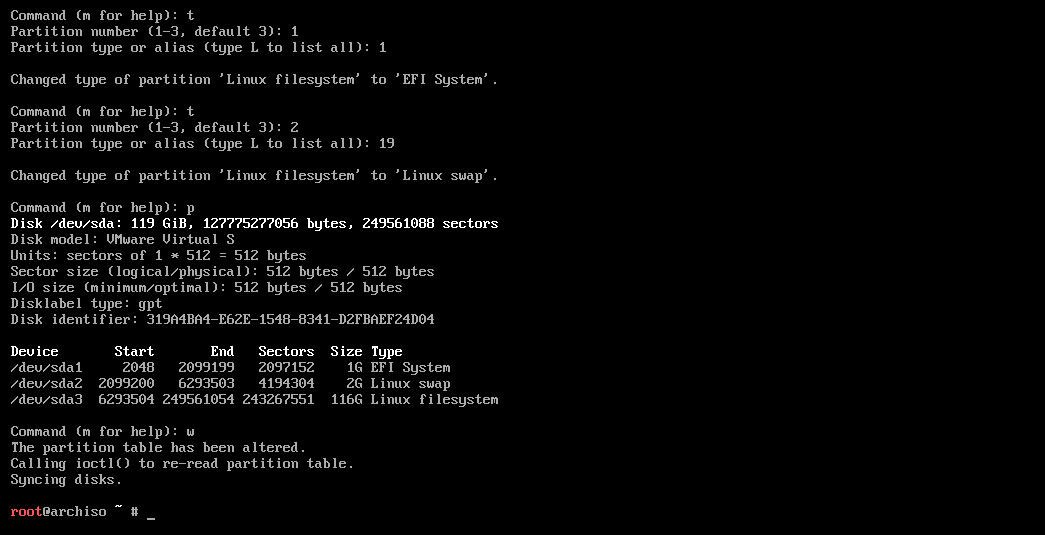 Command (m for help): t
Partition number (1-3, default 3): 1
Partition type or alias (type L to list all): 1
Changed type of partition 'Linux filesystem' to 'EFI System'.
Command (m for help): t
Partition number (1-3, default 3): 2
Partition type or alias (type L to list all): 19
Changed type of partition 'Linux filesystem' to 'Linux swap'.
Command (m for help): p
Disk /dev/sda: 119 GiB, 127775277056 bytes, 249561088 sectors
Disk model: VMware Virtual S
Units: sectors of 1 * 512 = 512 bytes
Sector size (logical/physical): 512 bytes / 512 bytes
I/O size (minimum/optimal): 512 bytes / 512 bytes
Disklabel type: gpt
Disk identifier: 319A4BA4-E62E-1548-8341-D2FBAEF24D04
Device Start End Sectors Size Type
/dev/sda1 2048 2099199 2097152 1G EFI System
/dev/sda2 2099200 6293503 4194304 2G Linux swap
/dev/sda3 6293504 249561054 243267551 116G Linux filesystem
Command (m for help): w
The partition table has been altered.
Calling ioctl() to re-read partition table.
Syncing disks.
root@archiso ~ # _